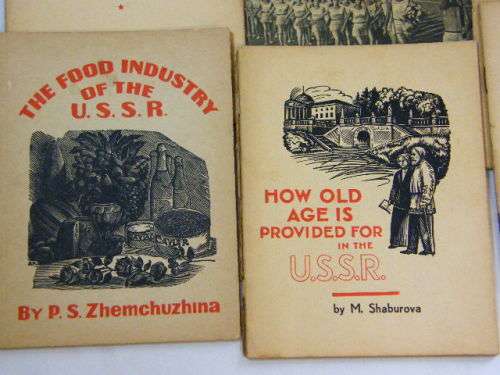 THE FOOD INDUSTRY
OF THE
U.S.S.R.
BY P. S. Zhemchuzhina
HOW OLD
AGE IS
PROVIDED FOR
IN THE
U.S.S.R.
by M. Shaburova